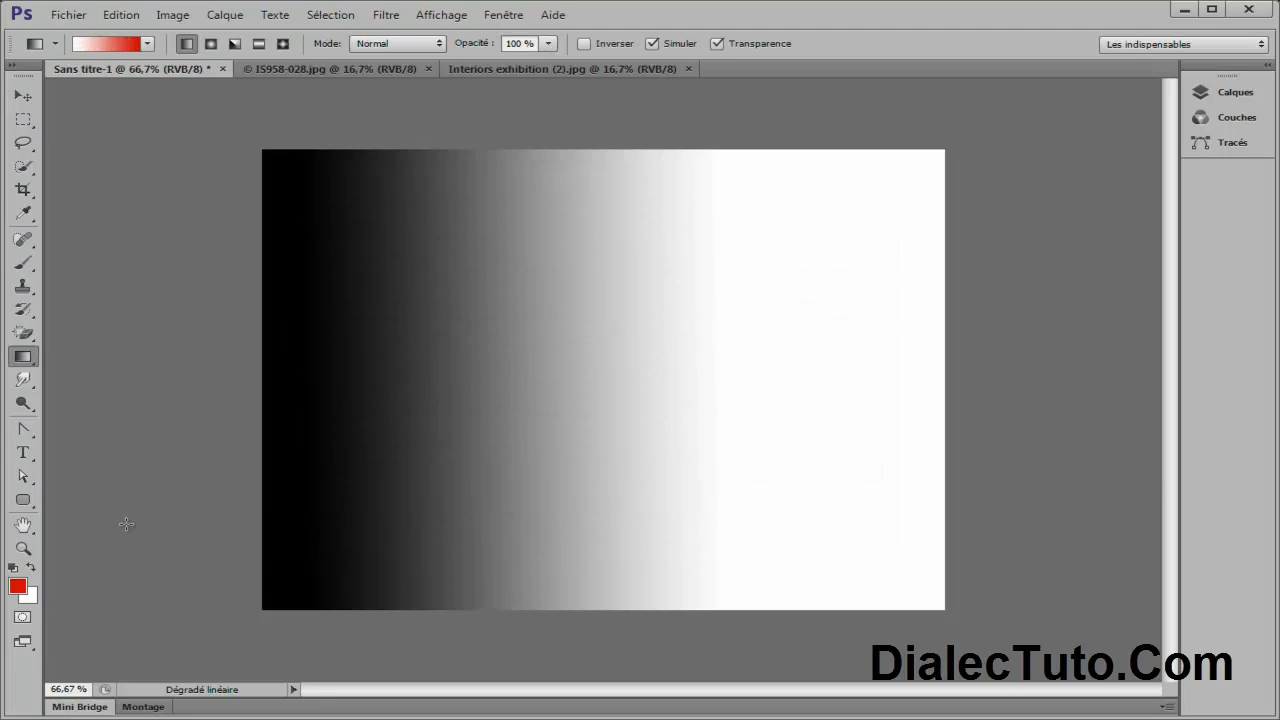 Ps Fichier Edition Image Calque Texte Sélection Filtre Affichage Fenêtre Aide
Mode: Normal Opacité: 100 % Inverser Simuler Transparence Les indispensables
Sans titre-1 @ 66,7% (RVB/8) * × © IS958-028.jpg @ 16,7% (RVB/8) × Interiors exhibition (2).jpg @ 16,7% (RVB/8) ×
Calques
Couches
Tracés
T
DialecTuto.Com
66,67 % Dégradé linéaire
Mini Bridge Montage